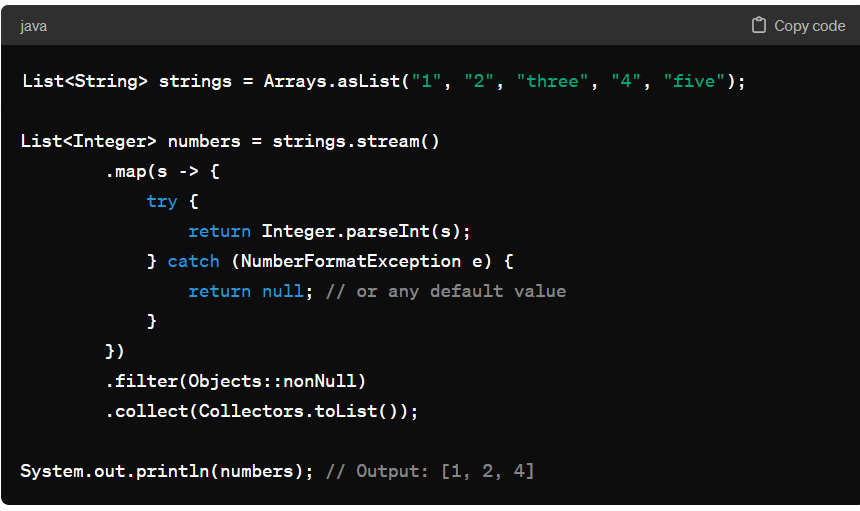 java Copy code
List<String> strings = Arrays.asList("1", "2", "three", "4", "five");
List<Integer> numbers = strings.stream()
.map(s -> {
try {
return Integer.parseInt(s);
} catch (NumberFormatException e) {
return null; // or any default value
}
})
.filter(Objects::nonNull)
.collect(Collectors.toList());
System.out.println(numbers); // Output: [1, 2, 4]